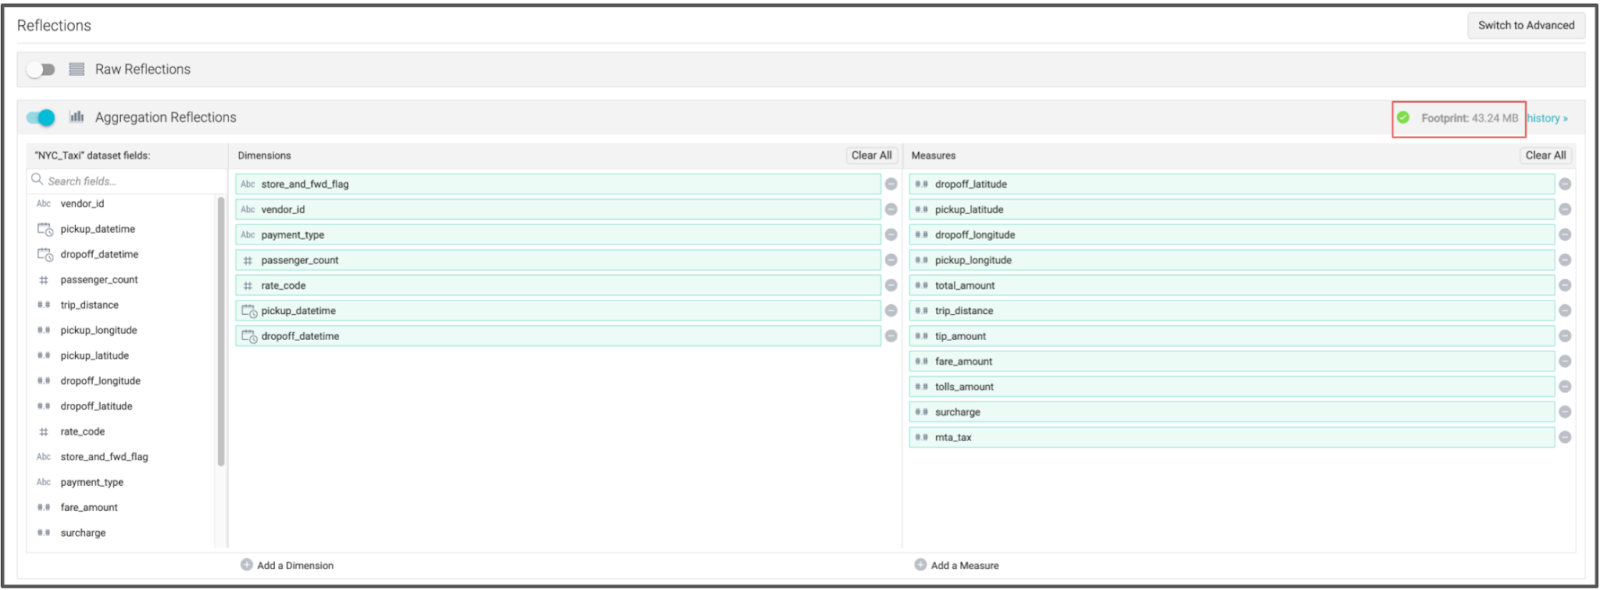 Reflections
Switch to Advanced
Raw Reflections
Aggregation Reflections
Footprint: 43.24 MB
history »
"NYC_Taxi" dataset fields:
Search fields...
Abc vendor_id
pickup_datetime
dropoff_datetime
# passenger_count
#.# trip_distance
#.# pickup_longitude
#.# pickup_latitude
#.# dropoff_longitude
#.# dropoff_latitude
# rate_code
Abc store_and_fwd_flag
Abc payment_type
#.# fare_amount
#.# surcharge
Dimensions
Clear All
Abc store_and_fwd_flag
Abc vendor_id
Abc payment_type
# passenger_count
# rate_code
pickup_datetime
dropoff_datetime
Add a Dimension
Measures
Clear All
#.# dropoff_latitude
#.# pickup_latitude
#.# dropoff_longitude
#.# pickup_longitude
#.# total_amount
#.# trip_distance
#.# tip_amount
#.# fare_amount
#.# tolls_amount
#.# surcharge
#.# mta_tax
Add a Measure